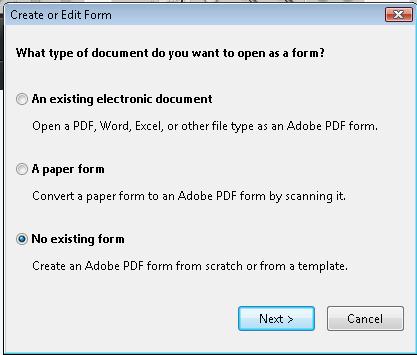 Create or Edit Form
What type of document do you want to open as a form?
An existing electronic document
Open a PDF, Word, Excel, or other file type as an Adobe PDF form.
A paper form
Convert a paper form to an Adobe PDF form by scanning it.
No existing form
Create an Adobe PDF form from scratch or from a template.
Next > Cancel